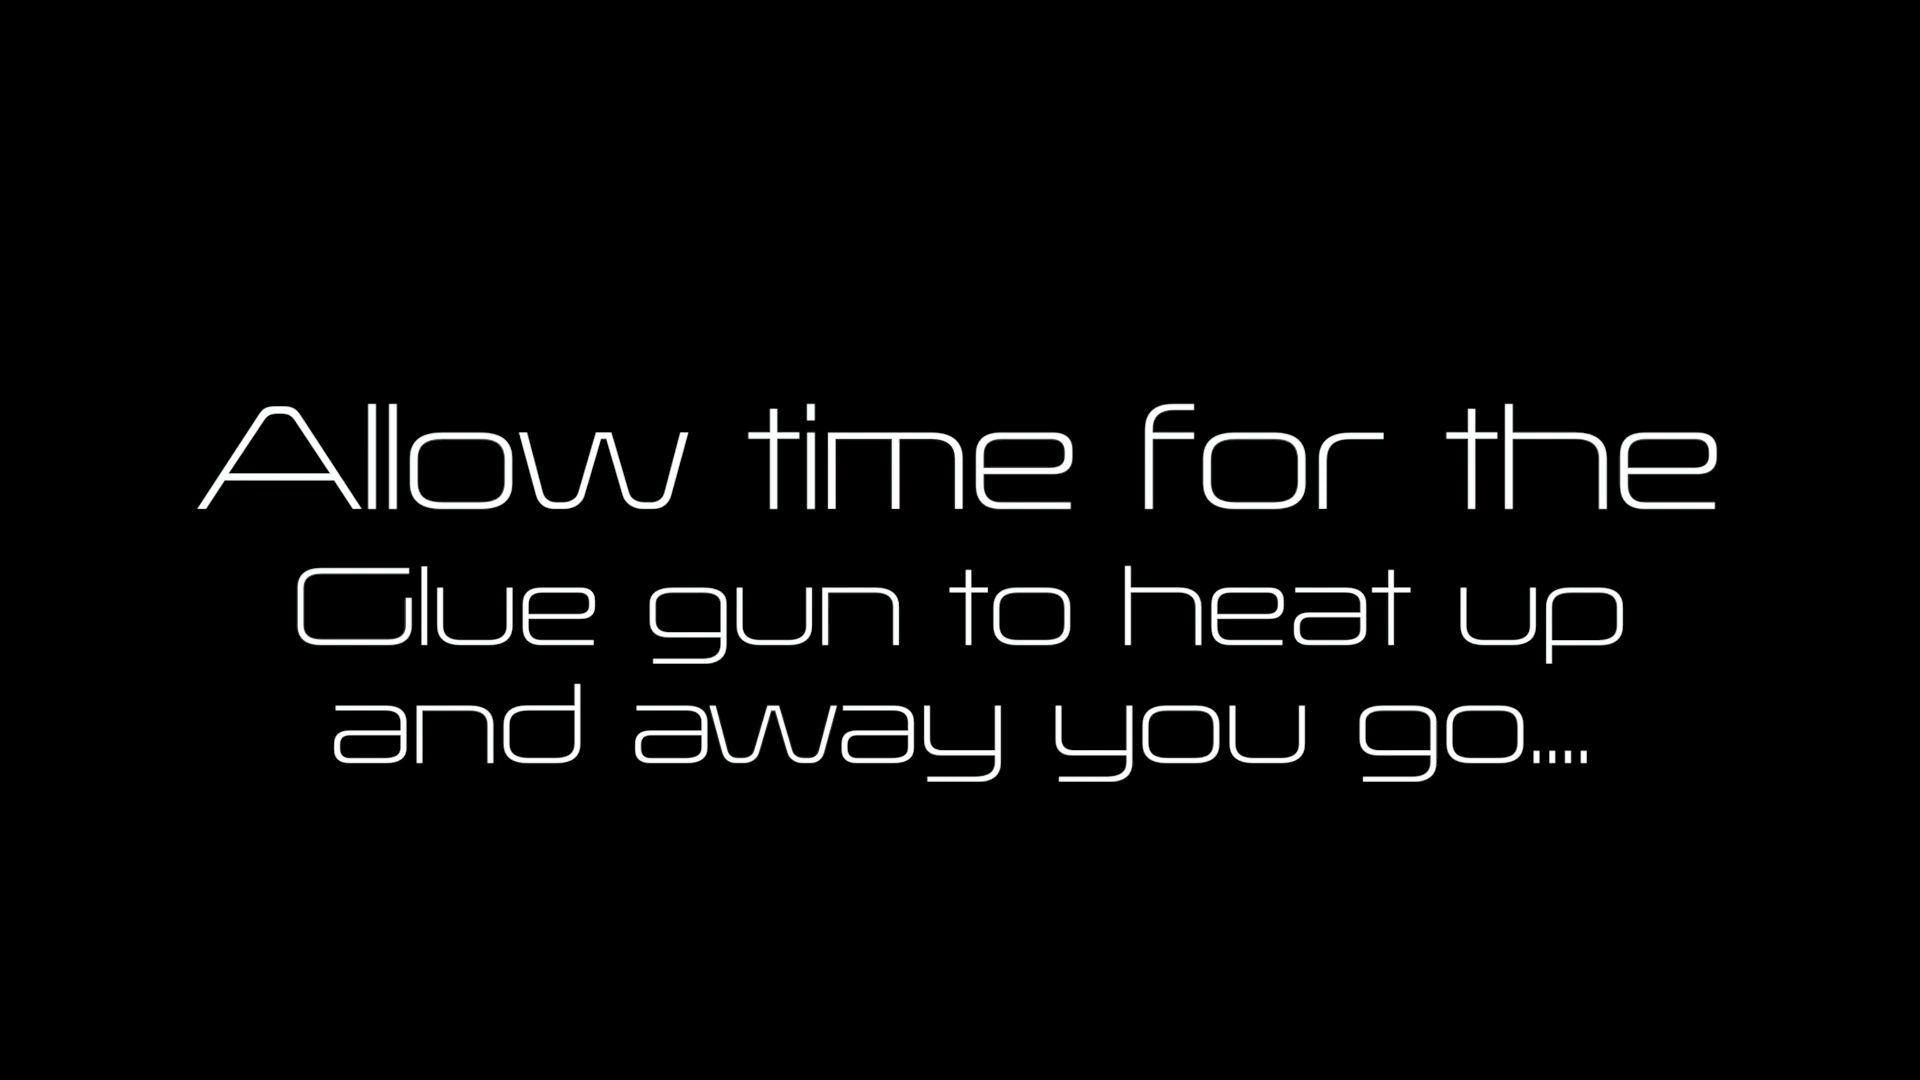 Allow time for the
Glue gun to heat up
and away you go....